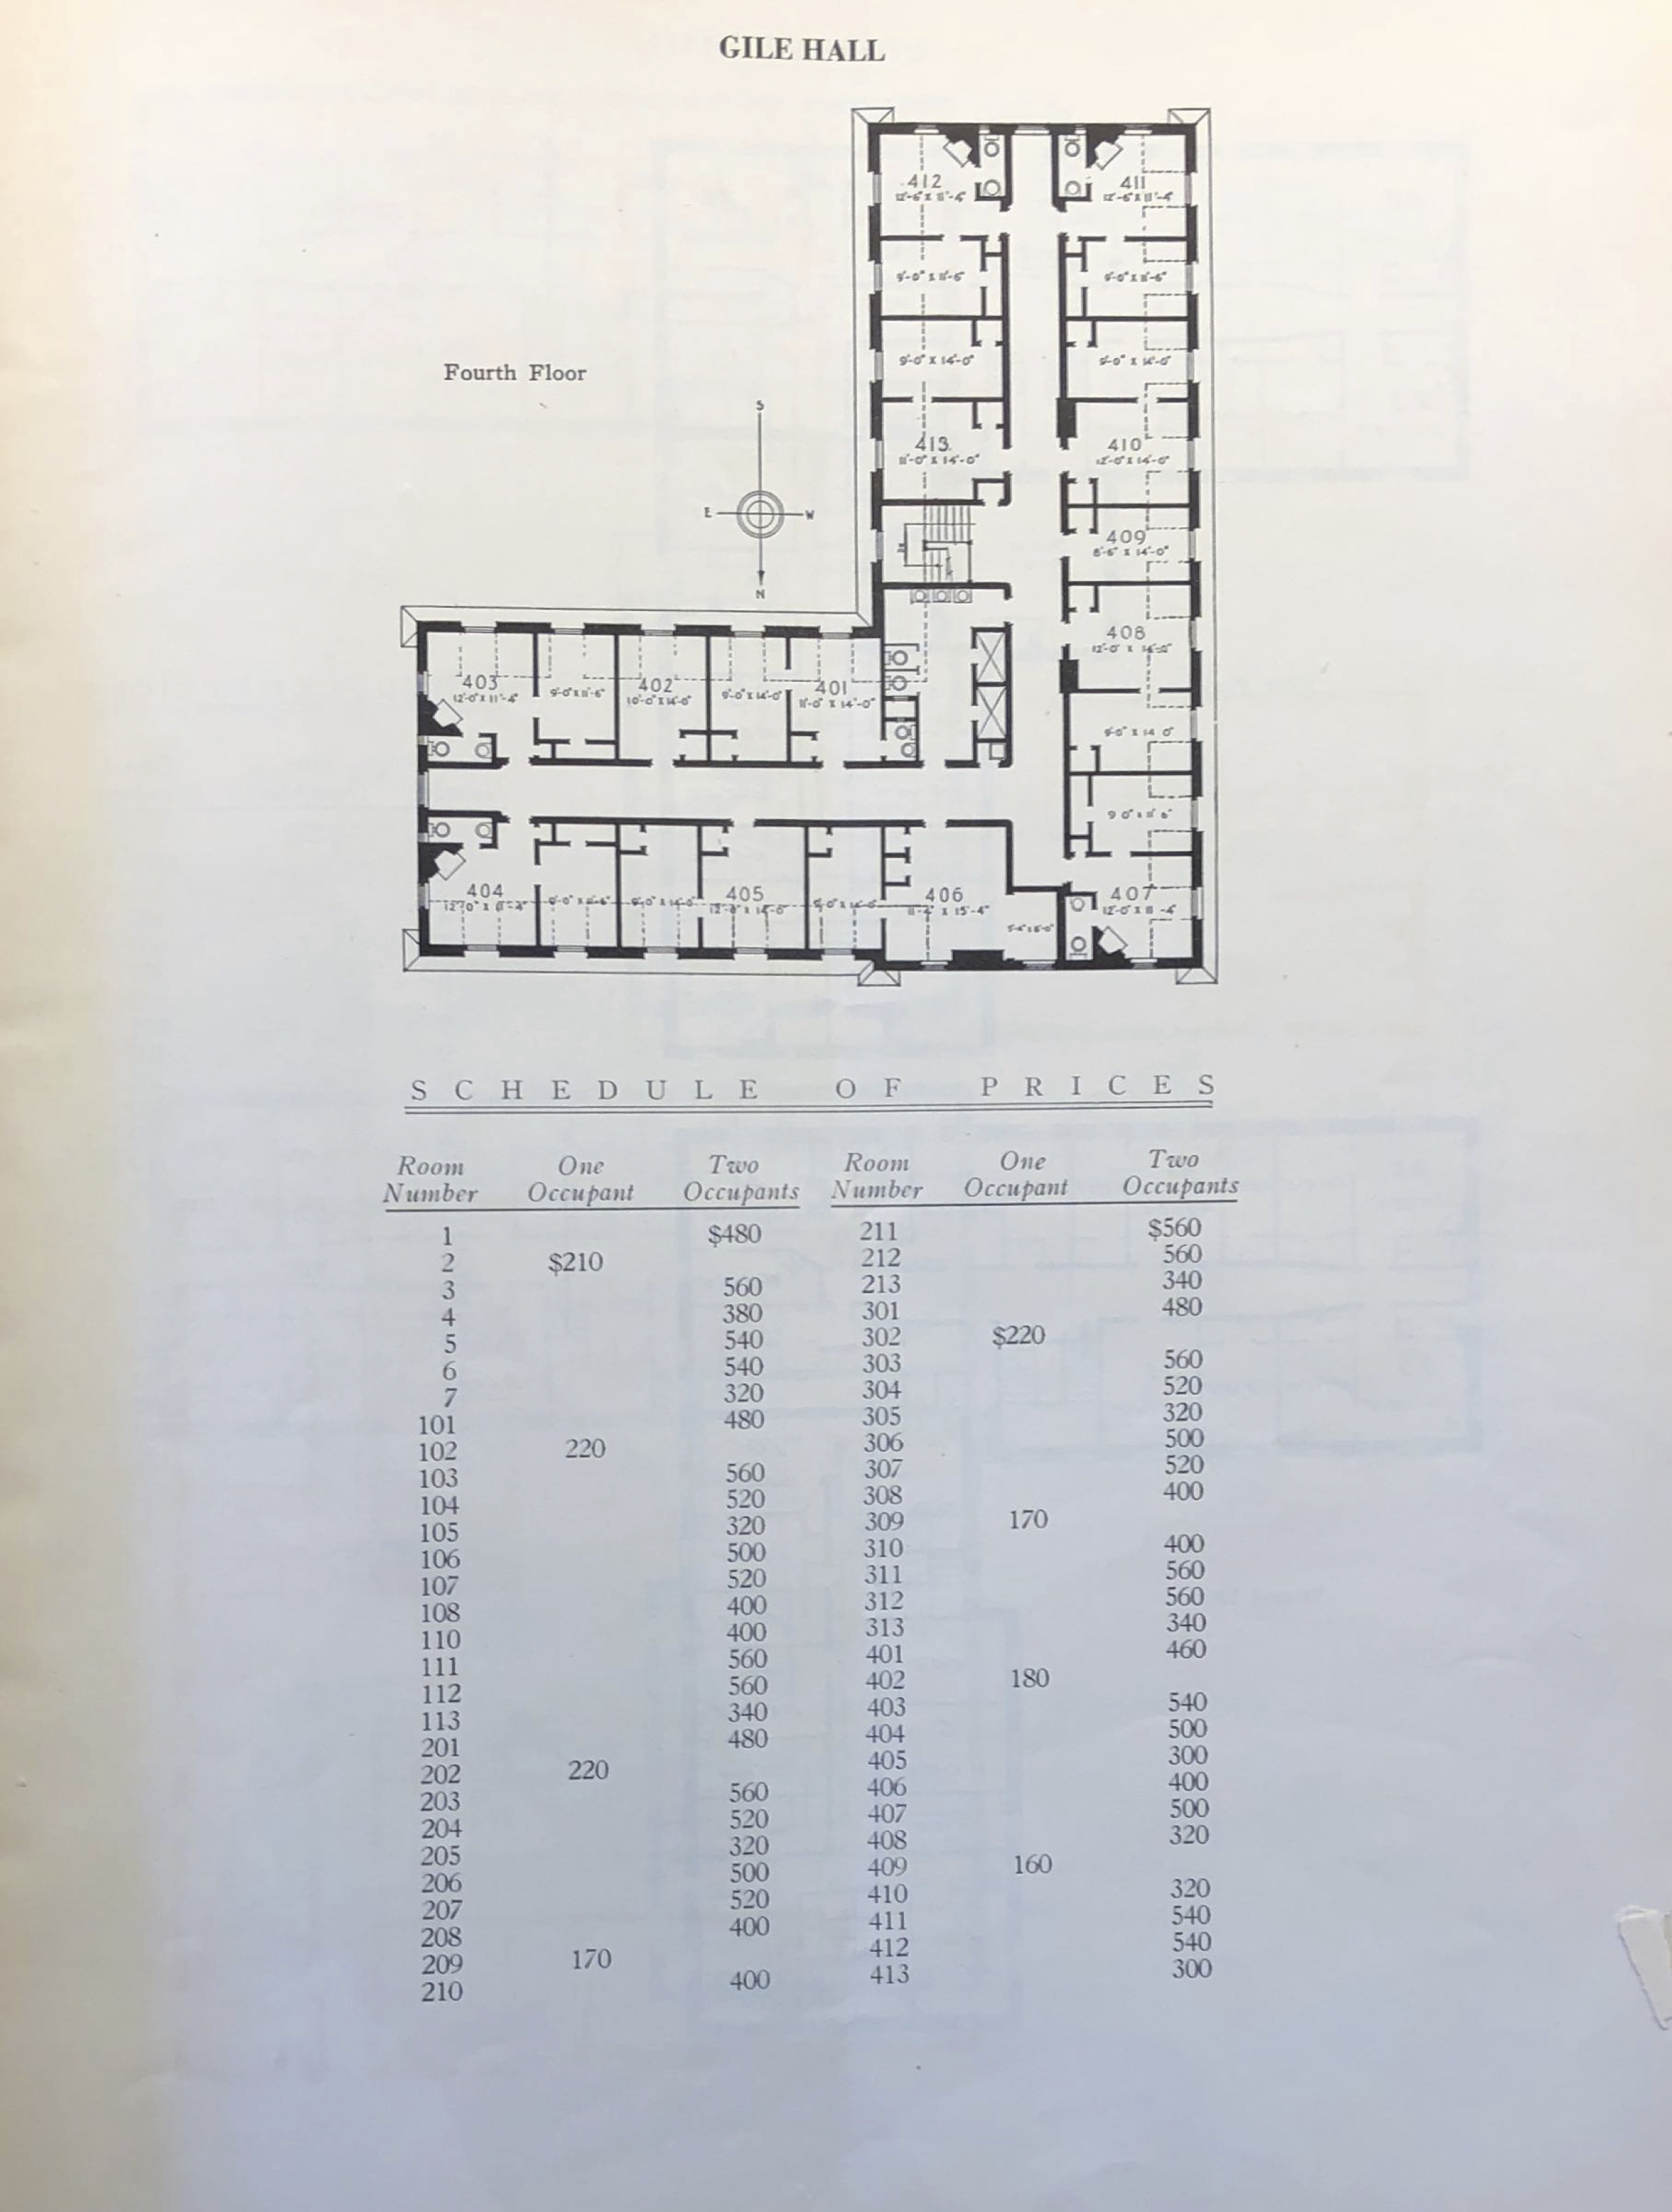 GILE HALL
412
12'-6" X 11'-4"
411
12'-6" X 11'-4"
9'-0" X 11'-6"
9'-0" X 11'-6"
9'-0" X 14'-0"
9'-0" X 14'-0"
Fourth Floor
S
E
W
N
413
11'-0" X 14'-0"
410
12'-0" X 14'-0"
409
8'-6" X 14'-0"
408
12'-0" X 14'-0"
403
12'-0" X 11'-4"
9'-0" X 11'-6"
402
10'-0" X 14'-0"
9'-0" X 14'-0"
401
11'-0" X 14'-0"
9'-0" X 14'-0"
9'-0" X 11'-6"
404
12'-0" X 11'-4"
9'-0" X 11'-6"
9'-0" X 14'-0"
405
12'-0" X 14'-0"
9'-0" X 14'-0"
406
15'-4"
407
12'-0" X 11'-4"
SCHEDULE OF PRICES
Room Number One Occupant Two Occupants Room Number One Occupant Two Occupants
1 $480 211 $560
2 $210 212 560
3 560 213 340
4 380 301 480
5 540 302 $220
6 540 303 560
7 320 304 520
101 480 305 320
102 220 306 500
103 560 307 520
104 520 308 400
105 320 309 170
106 500 310 400
107 520 311 560
108 400 312 560
110 400 313 340
111 560 401 460
112 560 402 180
113 340 403 540
201 480 404 500
202 220 405 300
203 560 406 400
204 520 407 500
205 320 408 320
206 500 409 160
207 520 410 320
208 400 411 540
209 170 412 540
210 400 413 300